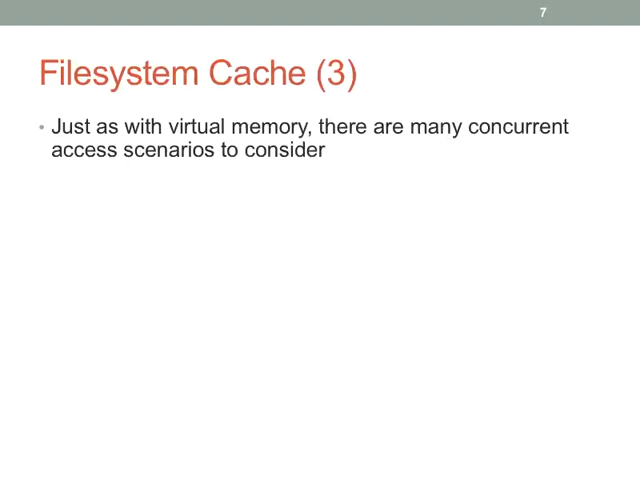 7
Filesystem Cache (3)
• Just as with virtual memory, there are many concurrent
access scenarios to consider